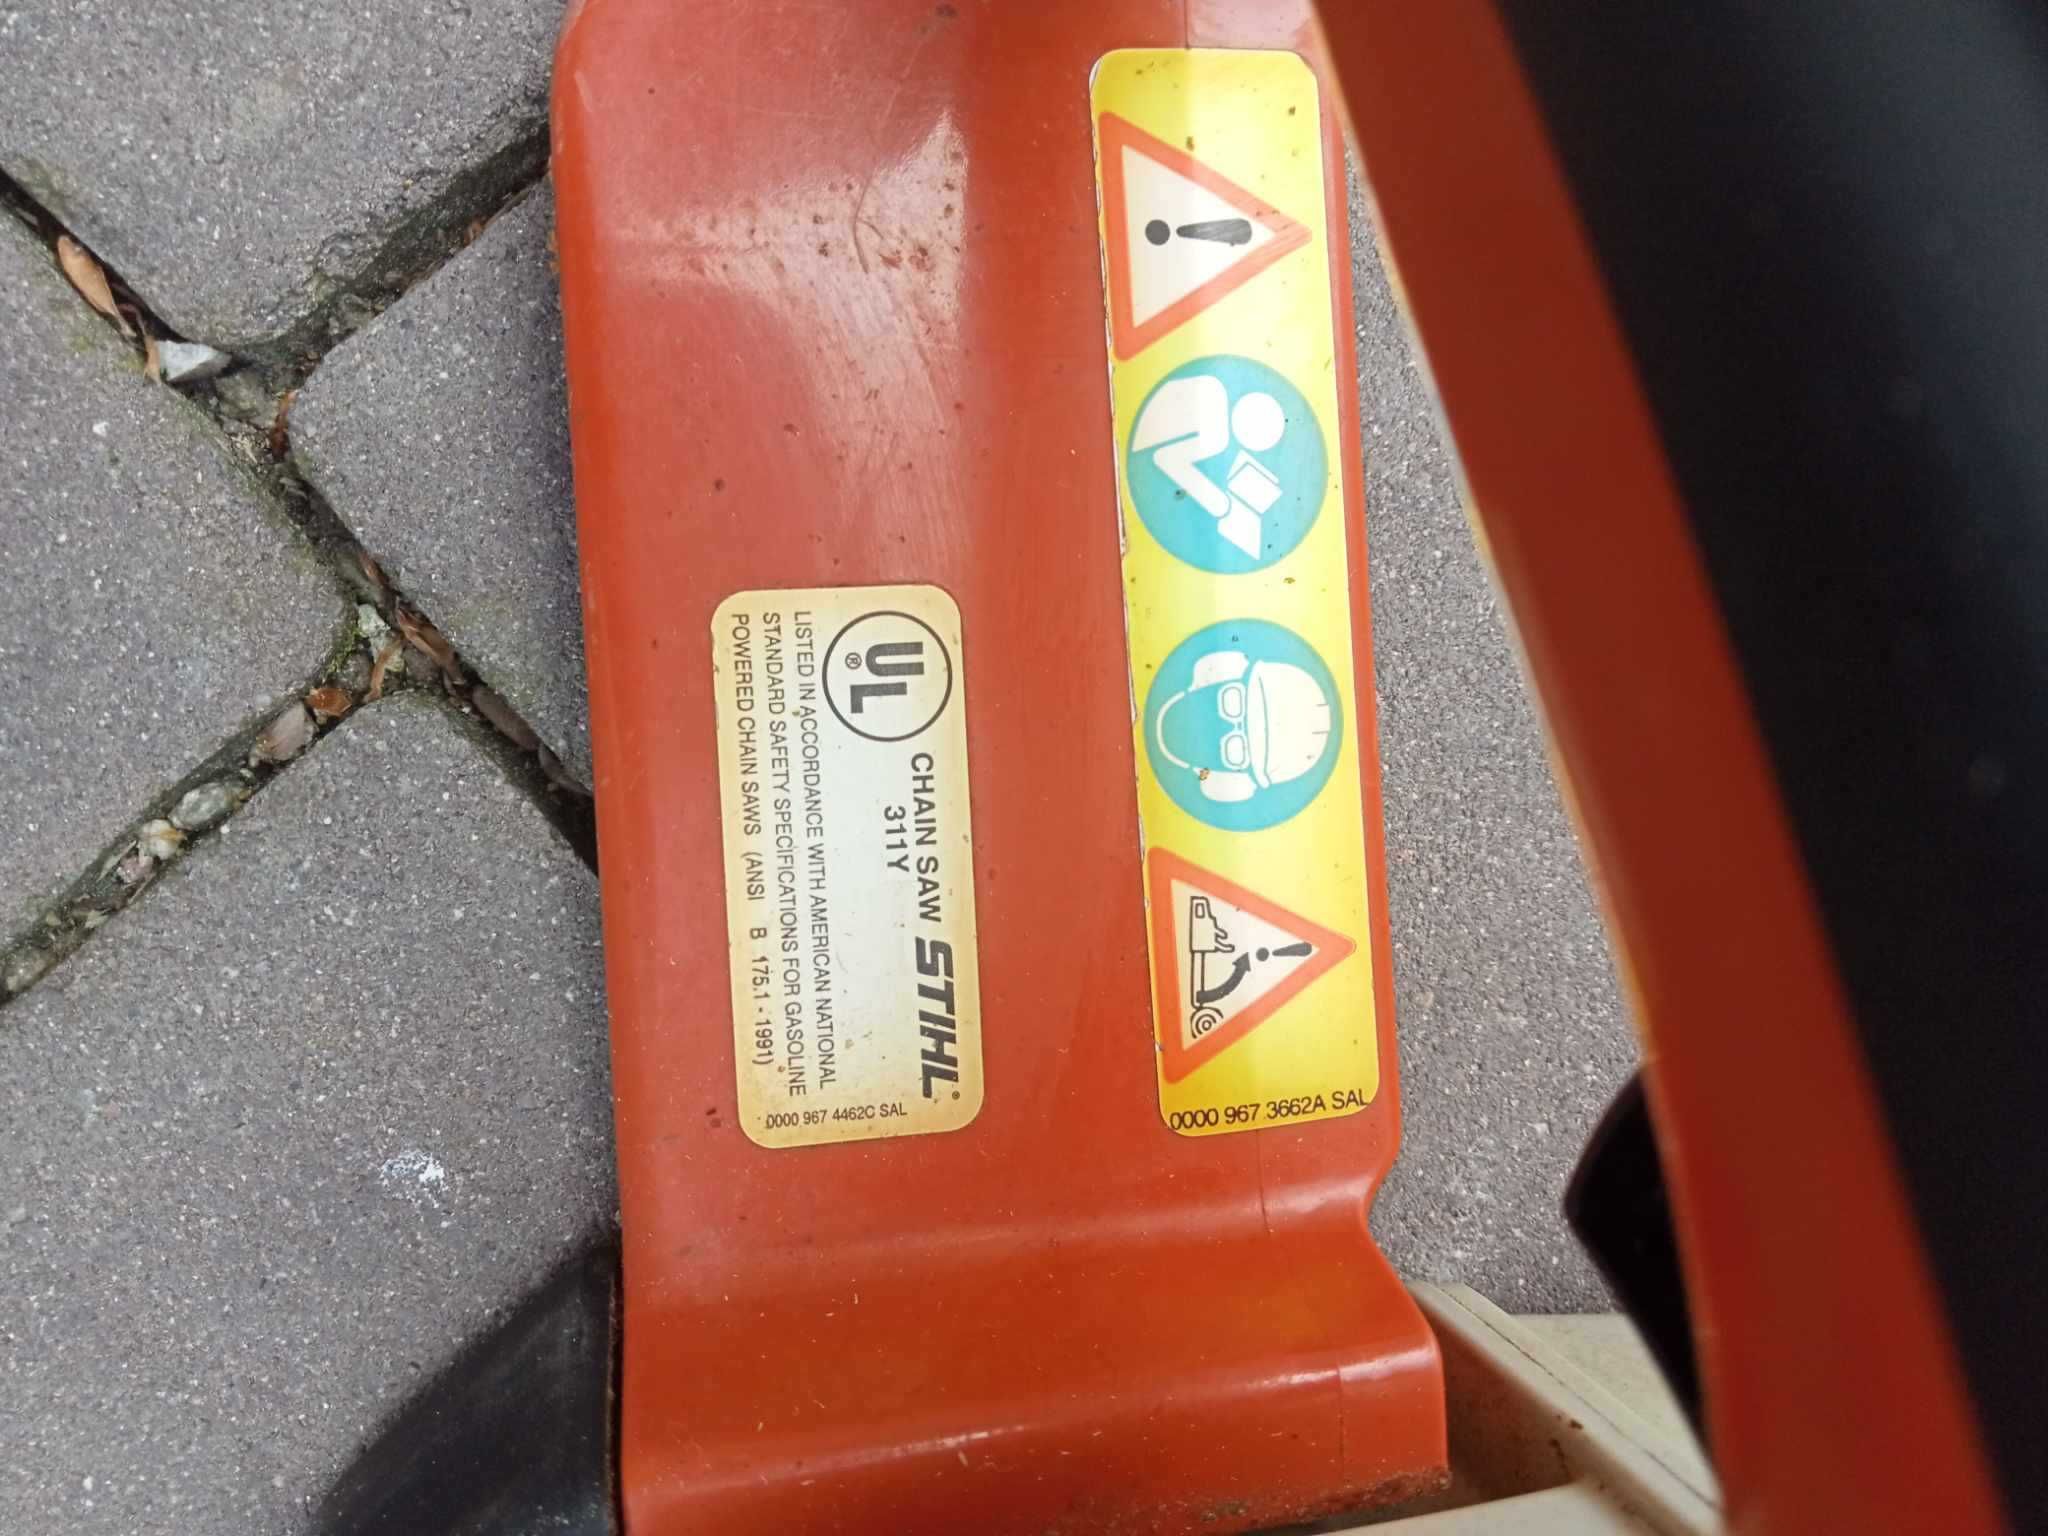 UL®
CHAIN SAW STIHL®
311Y
LISTED IN ACCORDANCE WITH AMERICAN NATIONAL
STANDARD SAFETY SPECIFICATIONS FOR GASOLINE
POWERED CHAIN SAWS (ANSI B 175.1 - 1991)
0000 967 4462C SAL
0000 967 3662A SAL